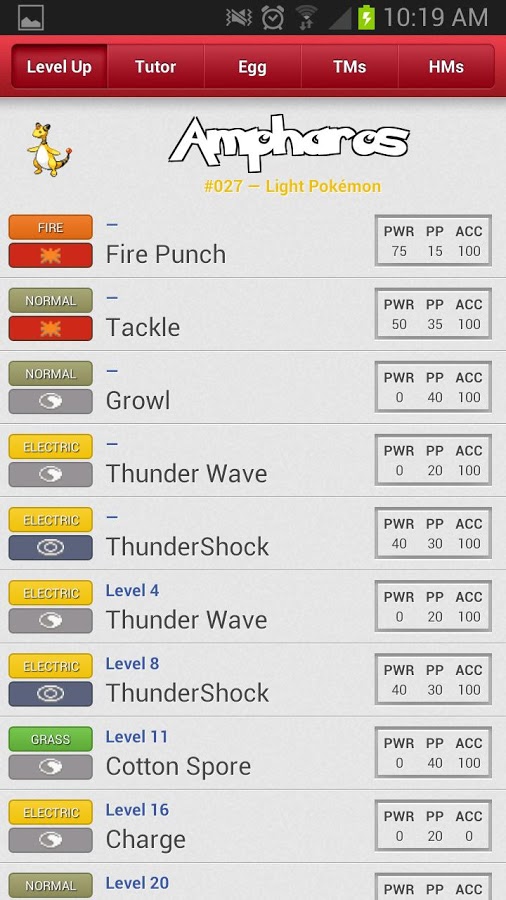 10:19 AM
Level Up Tutor Egg TMs HMs
Ampharos
#027 — Light Pokémon
FIRE — PWR PP ACC
Fire Punch 75 15 100
NORMAL — PWR PP ACC
Tackle 50 35 100
NORMAL — PWR PP ACC
Growl 0 40 100
ELECTRIC — PWR PP ACC
Thunder Wave 0 20 100
ELECTRIC — PWR PP ACC
ThunderShock 40 30 100
ELECTRIC Level 4 PWR PP ACC
Thunder Wave 0 20 100
ELECTRIC Level 8 PWR PP ACC
ThunderShock 40 30 100
GRASS Level 11 PWR PP ACC
Cotton Spore 0 40 100
ELECTRIC Level 16 PWR PP ACC
Charge 0 20 0
NORMAL Level 20 PWR PP ACC